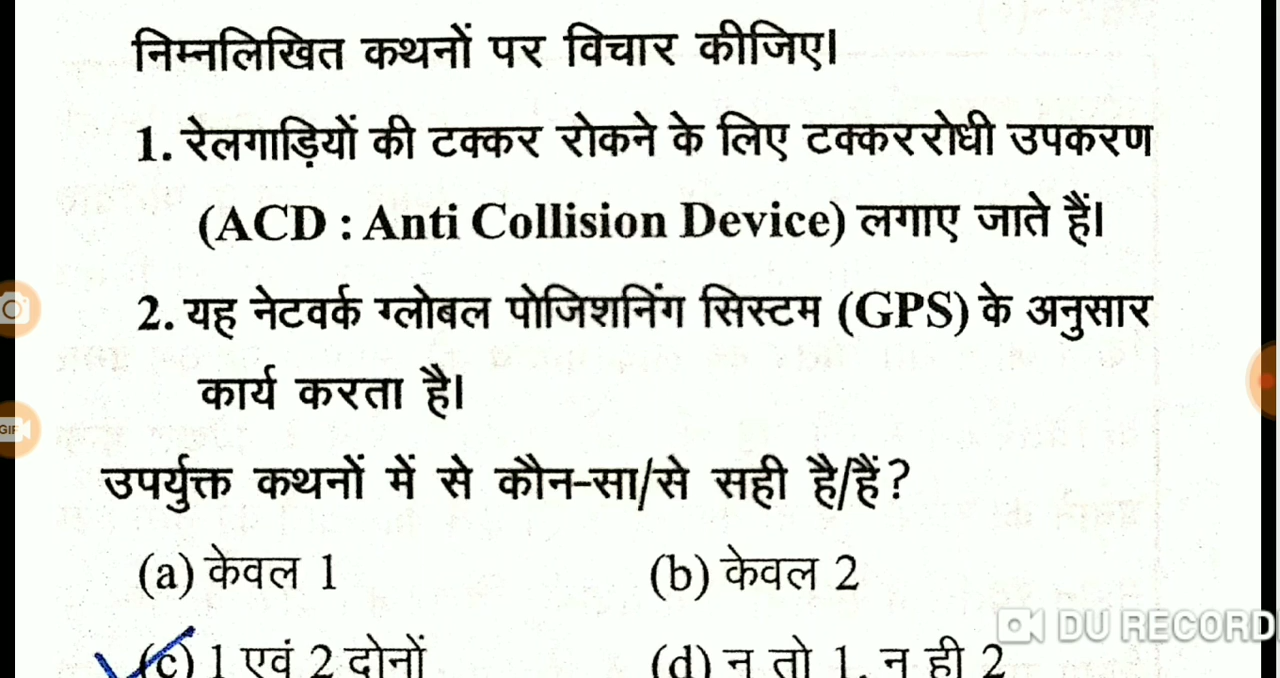 निम्नलिखित कथनों पर विचार कीजिए।
1. रेलगाड़ियों की टक्कर रोकने के लिए टक्कररोधी उपकरण
(ACD : Anti Collision Device) लगाए जाते हैं।
2. यह नेटवर्क ग्लोबल पोजिशनिंग सिस्टम (GPS) के अनुसार
कार्य करता है।
उपर्युक्त कथनों में से कौन-सा/से सही है/हैं?
(a) केवल 1 (b) केवल 2
DU RECORD
(c) 1 एवं 2 दोनों (d) न तो 1, न ही 2
GIF